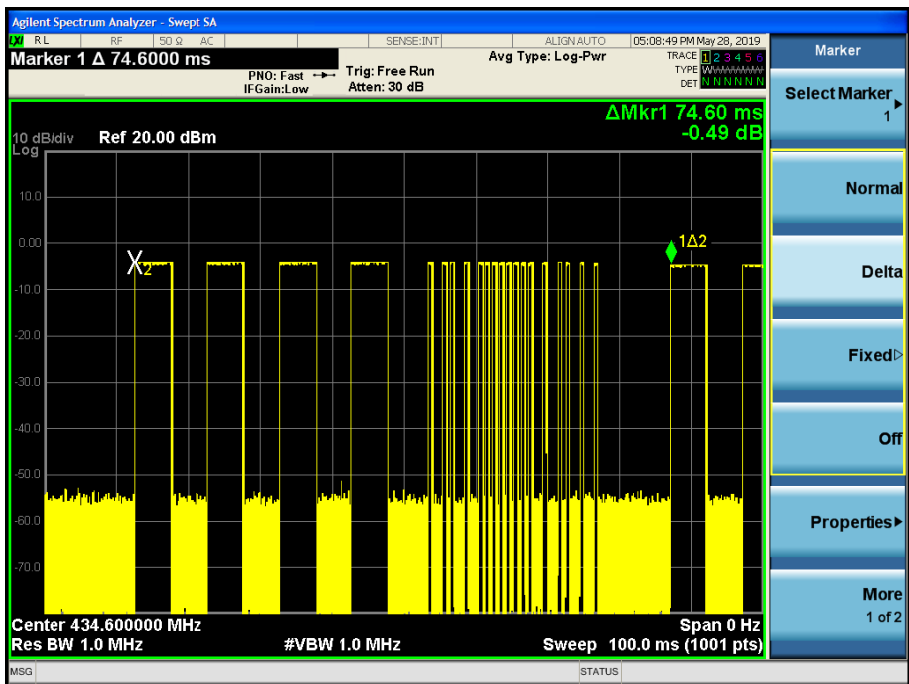 Agilent Spectrum Analyzer - Swept SA
LXI RL RF 50 Ω AC SENSE:INT ALIGN AUTO 05:08:49 PM May 28, 2019
Marker 1 Δ 74.6000 ms
PNO: Fast
IFGain:Low
Trig: Free Run
Atten: 30 dB
Avg Type: Log-Pwr
TRACE 1 2 3 4 5 6
TYPE W
DET N N N N N N
ΔMkr1 74.60 ms
-0.49 dB
10 dB/div Ref 20.00 dBm
Log
10.0
0.00
-10.0
-20.0
-30.0
-40.0
-50.0
-60.0
-70.0
X2
1Δ2
Center 434.600000 MHz Span 0 Hz
Res BW 1.0 MHz #VBW 1.0 MHz Sweep 100.0 ms (1001 pts)
MSG STATUS
Marker
Select Marker
1
Normal
Delta
Fixed
Off
Properties
More
1 of 2